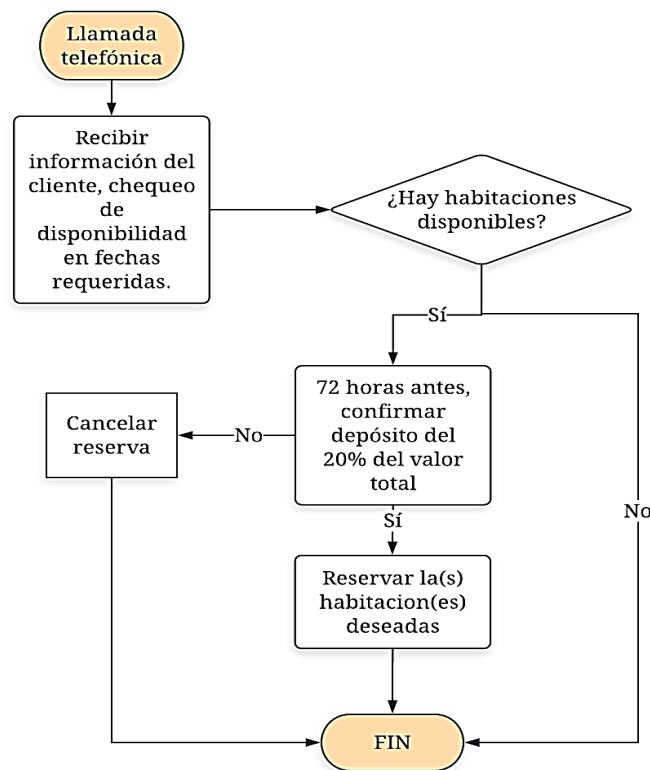 Llamada
telefónica
Recibir
información del
cliente, chequeo
de
disponibilidad
en fechas
requeridas.
¿Hay habitaciones
disponibles?
Sí
72 horas antes,
confirmar
depósito del
20% del valor
total
No
Cancelar
reserva
No
Sí
Reservar la(s)
habitacion(es)
deseadas
FIN